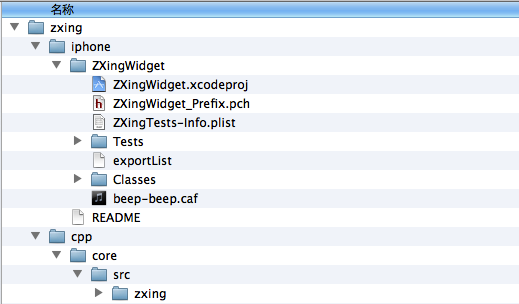 名称
zxing
iphone
ZXingWidget
ZXingWidget.xcodeproj
ZXingWidget_Prefix.pch
ZXingTests-Info.plist
Tests
exportList
Classes
beep-beep.caf
README
cpp
core
src
zxing